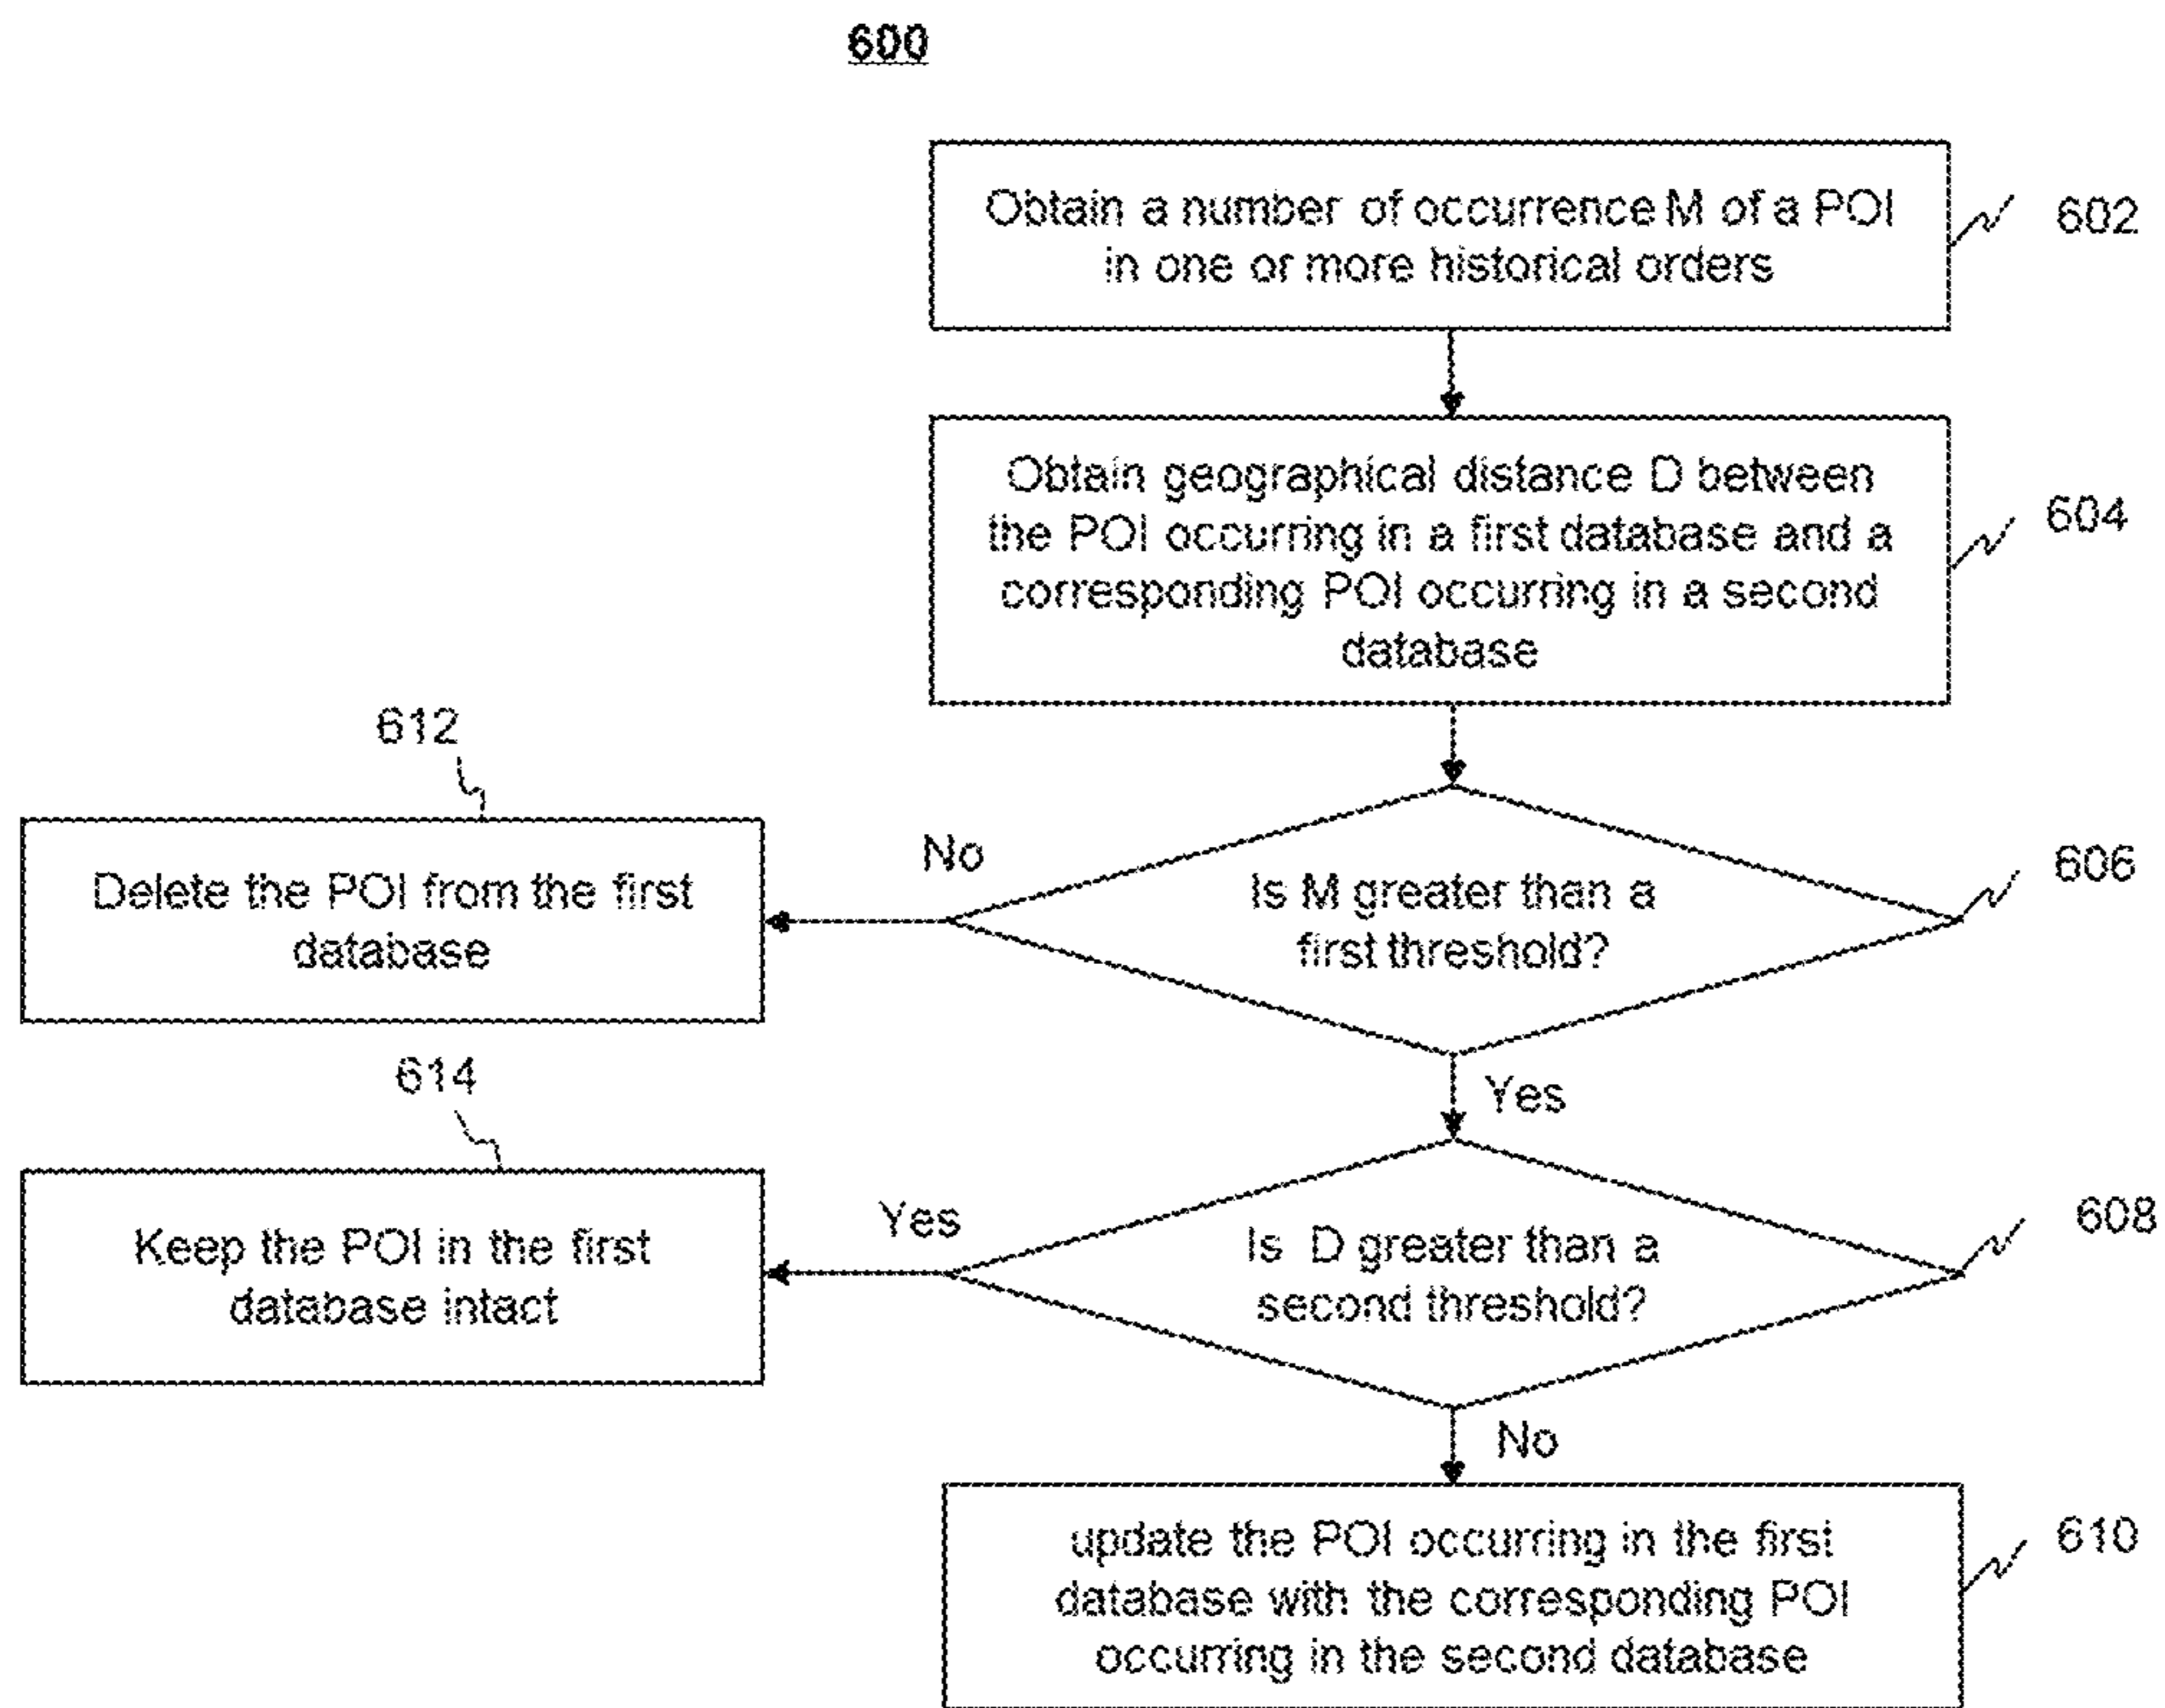 600
Obtain a number of occurrence M of a POI
in one or more historical orders
602
Obtain geographical distance D between
the POI occurring in a first database and a
corresponding POI occurring in a second
database
604
612
Delete the POI from the first
database
No
Is M greater than a
first threshold?
606
Yes
614
Keep the POI in the first
database intact
Yes
Is D greater than a
second threshold?
608
No
update the POI occurring in the first
database with the corresponding POI
occurring in the second database
610